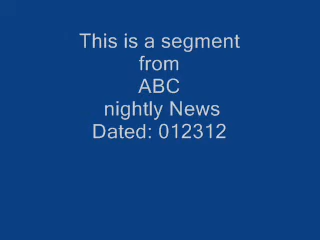 This is a segment
from
ABC
nightly News
Dated: 012312